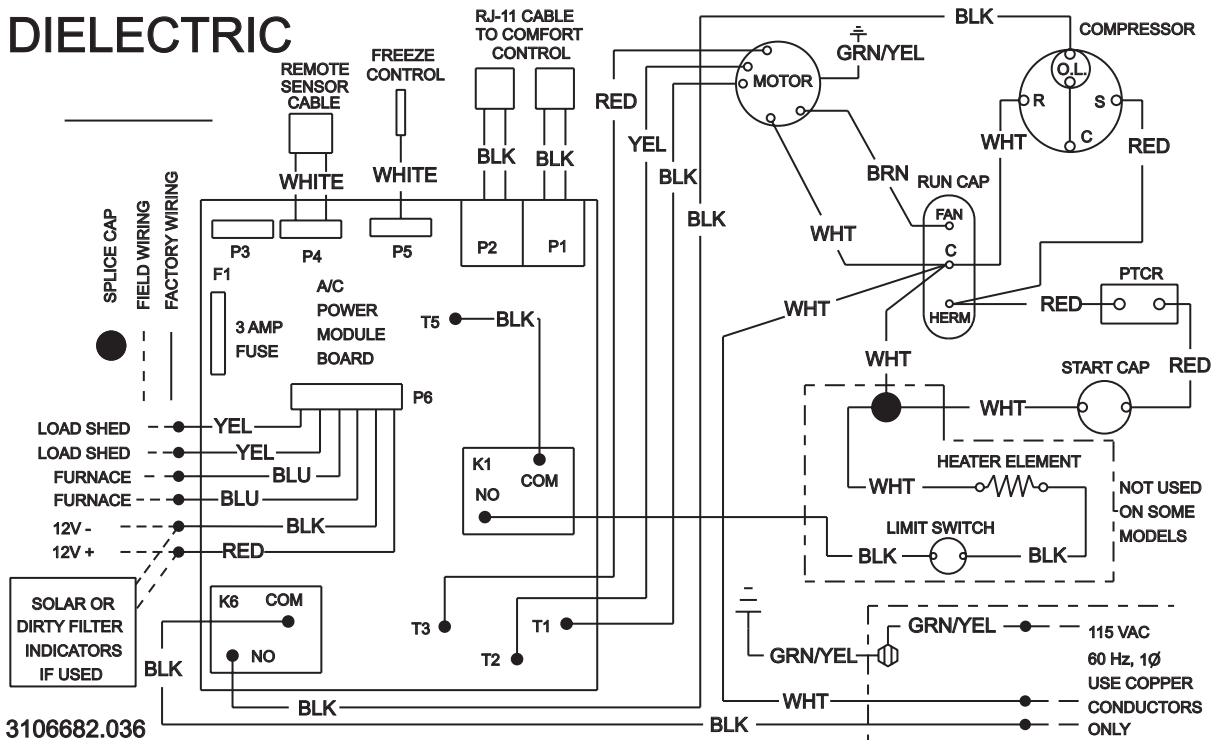 DIELECTRIC
RJ-11 CABLE
TO COMFORT
CONTROL
FREEZE
CONTROL
REMOTE
SENSOR
CABLE
BLK
COMPRESSOR
GRN/YEL
MOTOR
O.L.
R
S
C
RED
YEL
BLK
BLK
WHT
RED
BLK
BLK
WHITE
WHITE
BRN
RUN CAP
FAN
C
HERM
WHT
WHT
WHT
RED
PTCR
RED
START CAP
WHT
SPLICE CAP
FIELD WIRING
FACTORY WIRING
P3
P4
P5
P2
P1
F1
3 AMP
FUSE
A/C
POWER
MODULE
BOARD
T5
BLK
P6
LOAD SHED
YEL
LOAD SHED
YEL
FURNACE
BLU
FURNACE
BLU
12V -
BLK
12V +
RED
K1
COM
NO
HEATER ELEMENT
WHT
LIMIT SWITCH
BLK
BLK
NOT USED
ON SOME
MODELS
SOLAR OR
DIRTY FILTER
INDICATORS
IF USED
K6
COM
NO
BLK
BLK
T3
T2
T1
GRN/YEL
GRN/YEL
WHT
BLK
115 VAC
60 Hz, 1Ø
USE COPPER
CONDUCTORS
ONLY
3106682.036